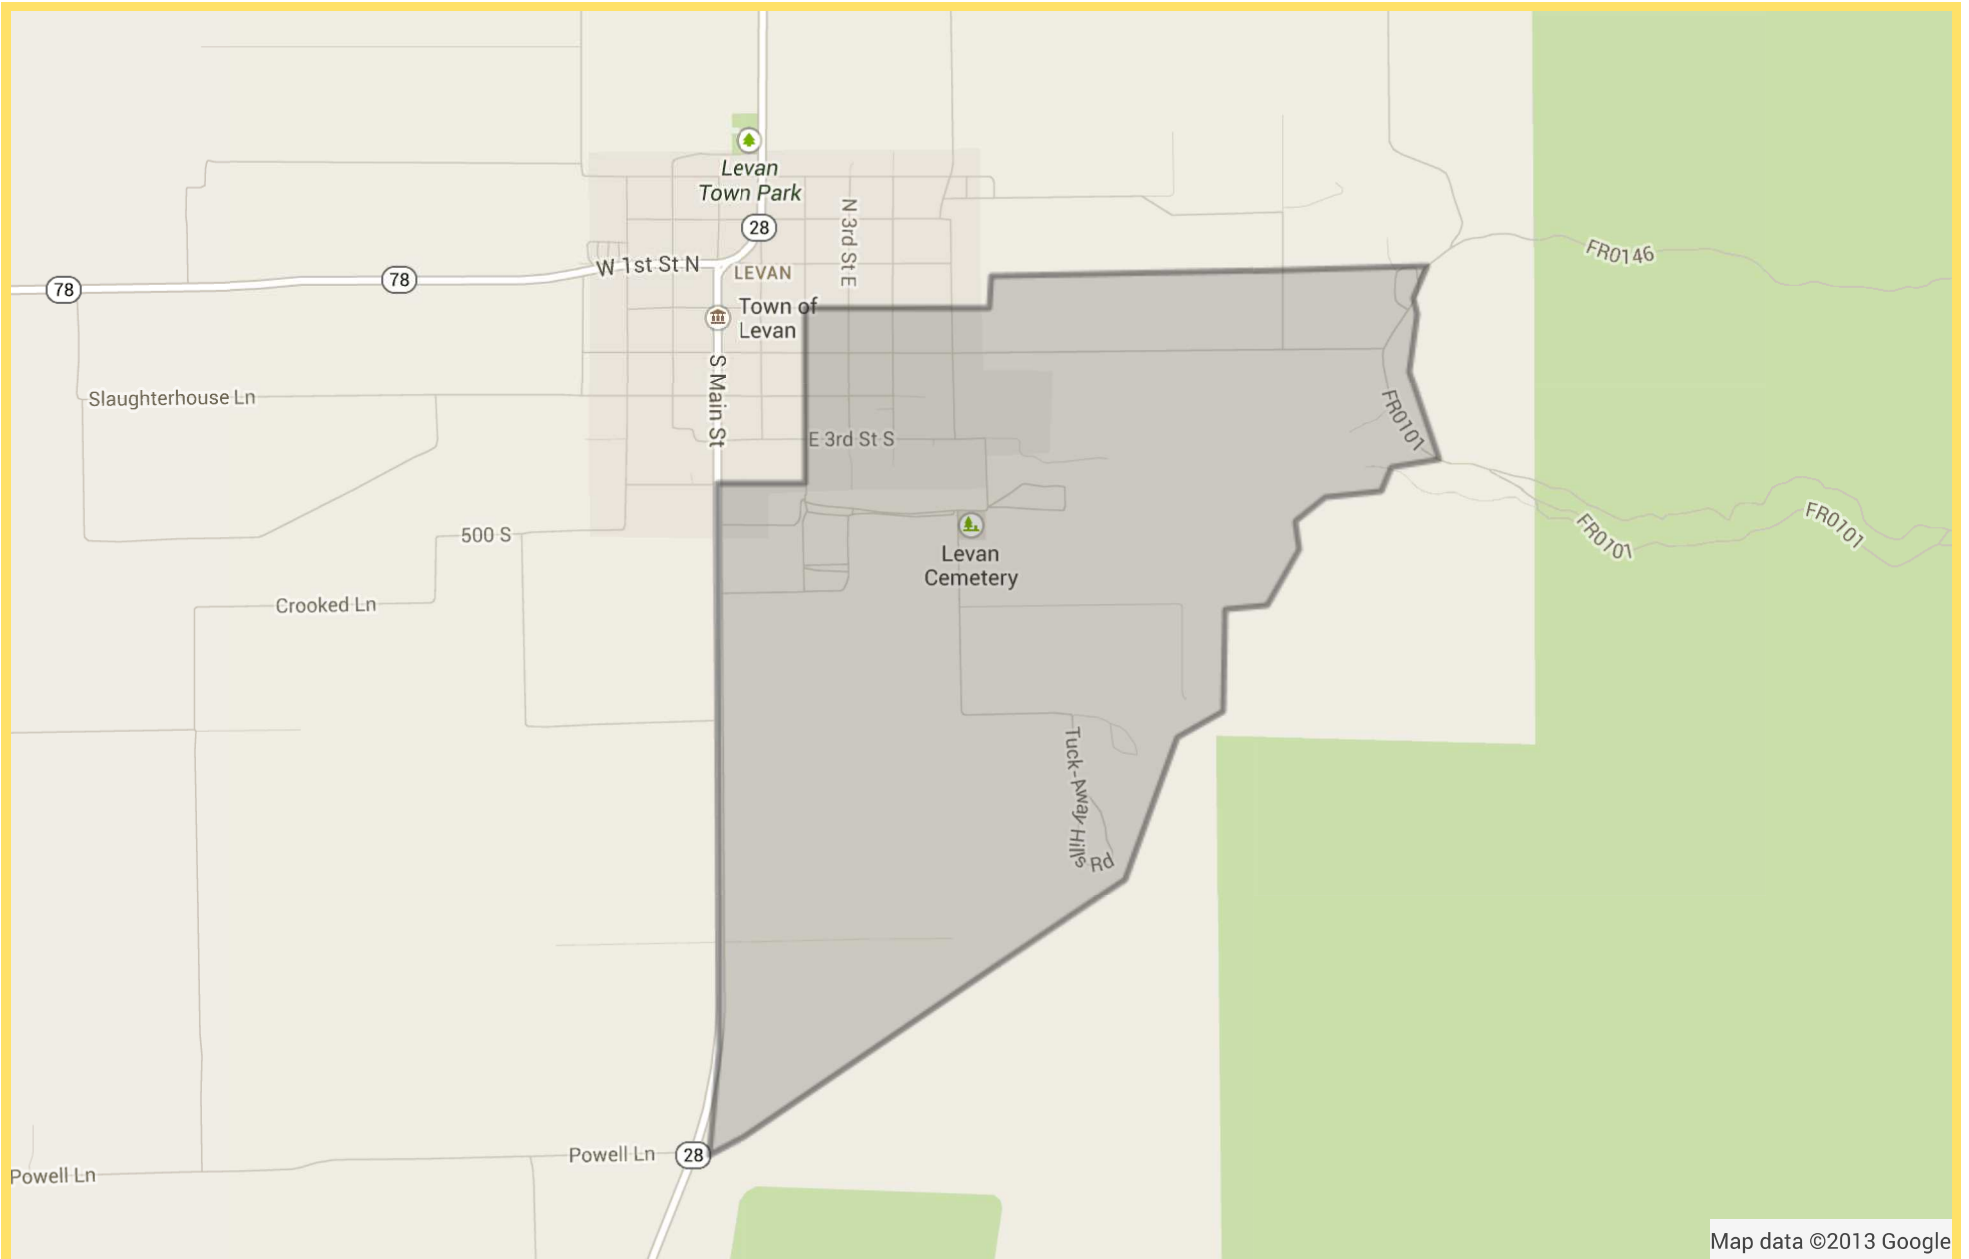 Levan
Town Park
28
N 3rd St E
FR0146
W 1st St N
LEVAN
78
78
Town of
Levan
S Main St
Slaughterhouse Ln
FR0101
E 3rd St S
500 S
Levan
Cemetery
FR0101
FR0101
Crooked Ln
Tuck-Away Hills Rd
Powell Ln
28
Powell Ln
Map data ©2013 Google